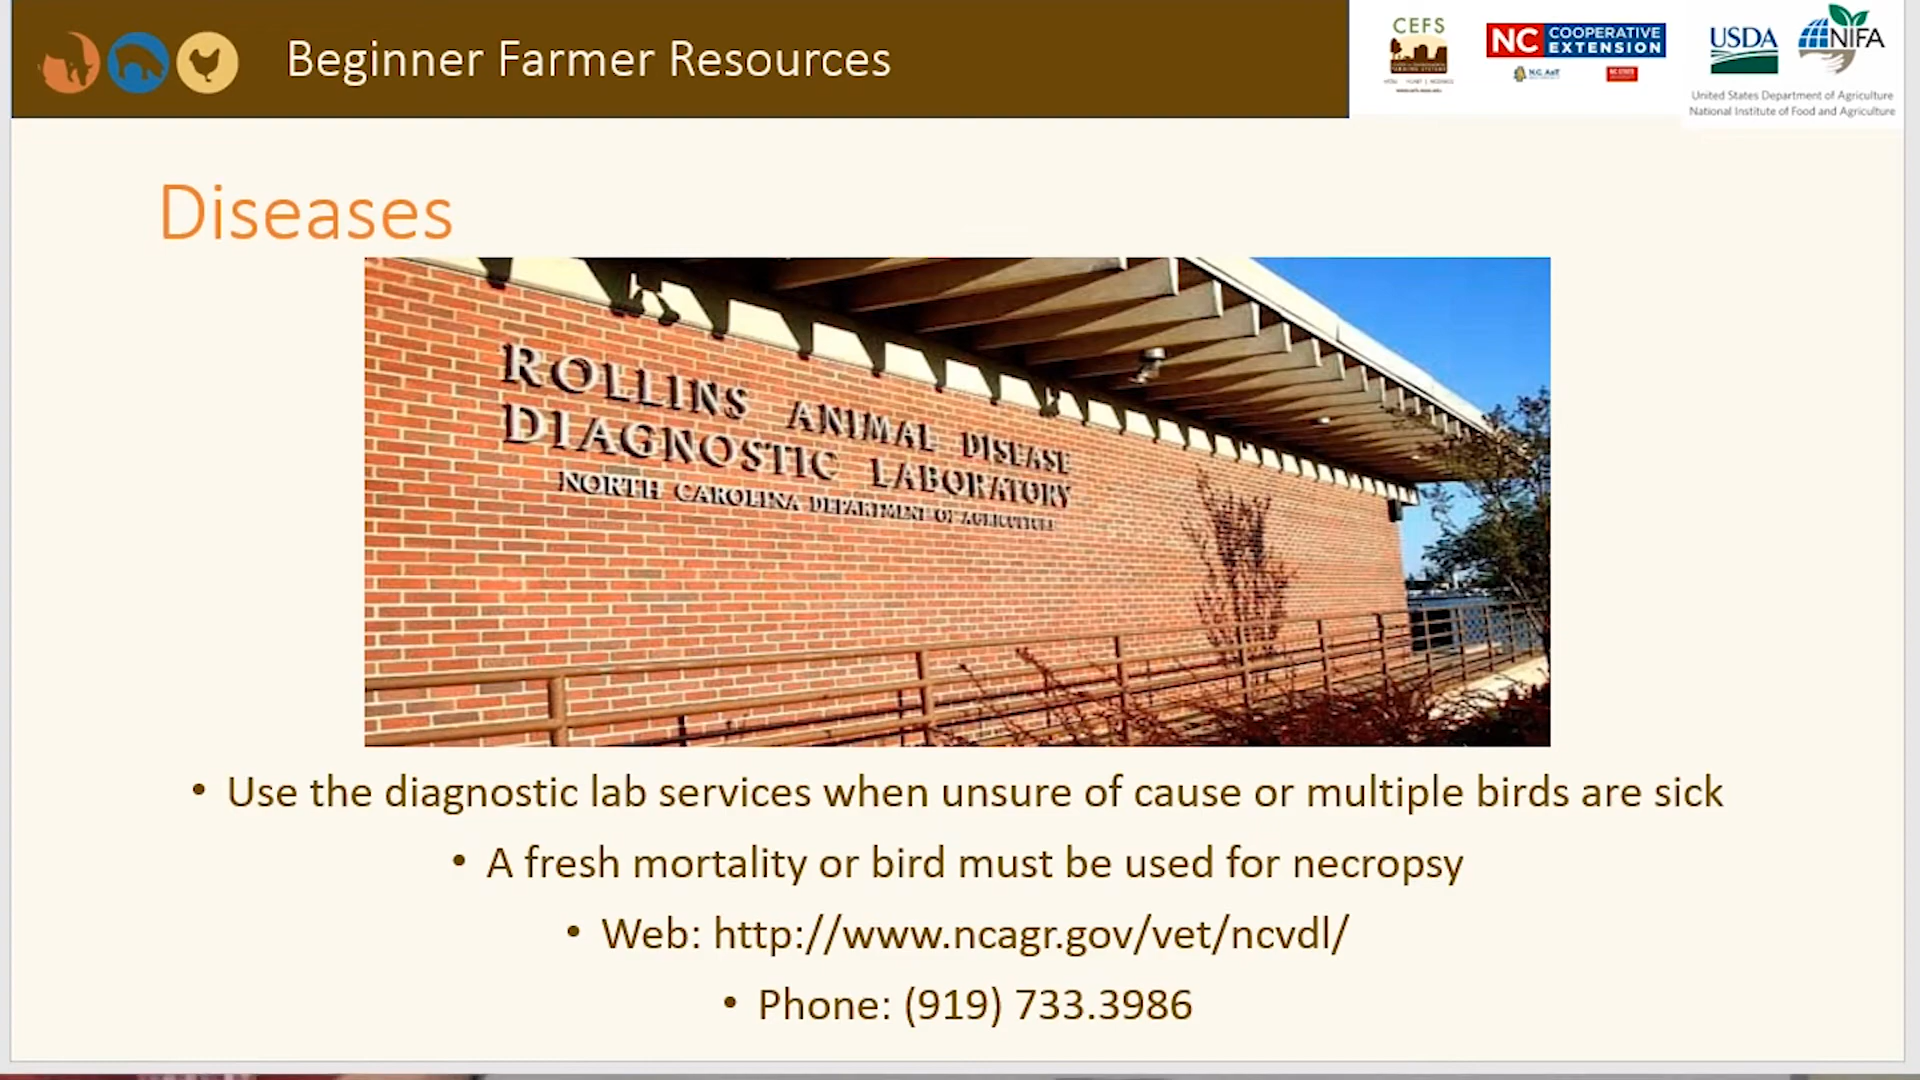 Beginner Farmer Resources
CEFS
NC COOPERATIVE
EXTENSION
N.C. A&T
NC STATE
USDA
NIFA
United States Department of Agriculture
National Institute of Food and Agriculture
Diseases
ROLLINS ANIMAL DISEASE
DIAGNOSTIC LABORATORY
NORTH CAROLINA DEPARTMENT OF AGRICULTURE
• Use the diagnostic lab services when unsure of cause or multiple birds are sick
• A fresh mortality or bird must be used for necropsy
• Web: http://www.ncagr.gov/vet/ncvdl/
• Phone: (919) 733.3986